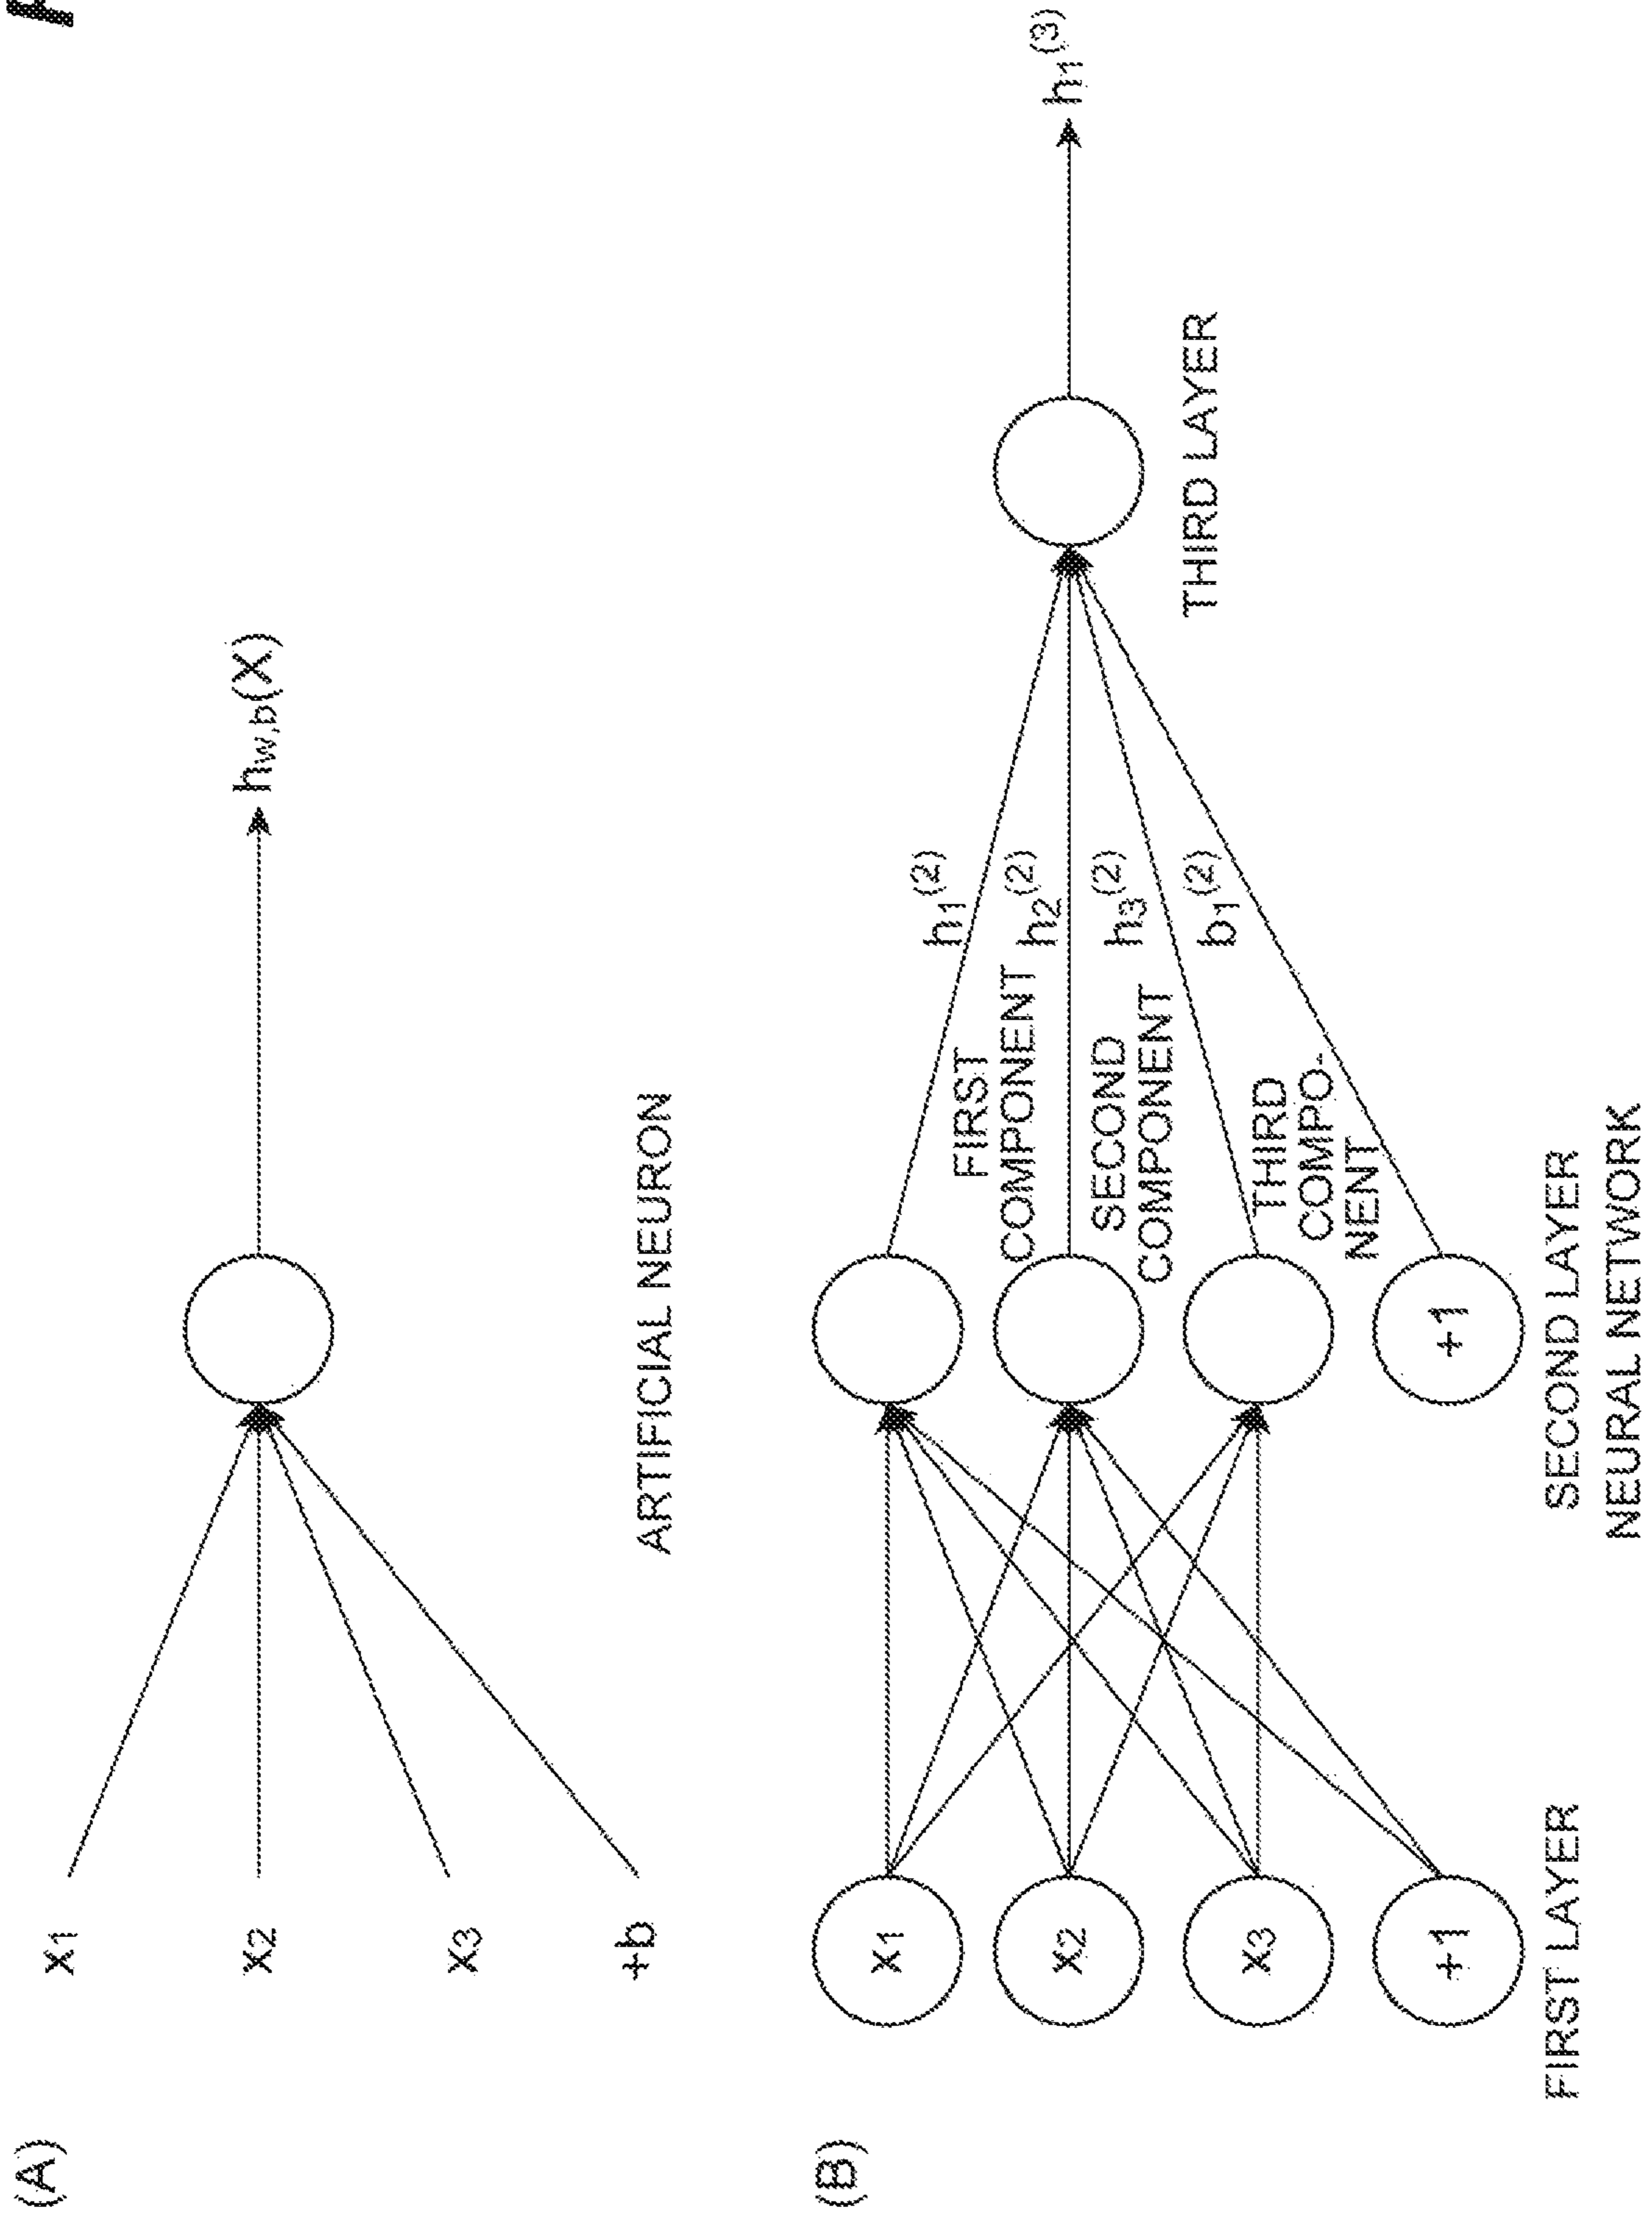 (A)
x1
x2
x3
+b
hw,b(X)
ARTIFICIAL NEURON
(B)
x1
x2
x3
+1
+1
FIRST
COMPONENT
SECOND
COMPONENT
THIRD
COMPO-
NENT
h1(2)
h2(2)
h3(2)
b1(2)
h1(3)
FIRST LAYER
SECOND LAYER
THIRD LAYER
NEURAL NETWORK